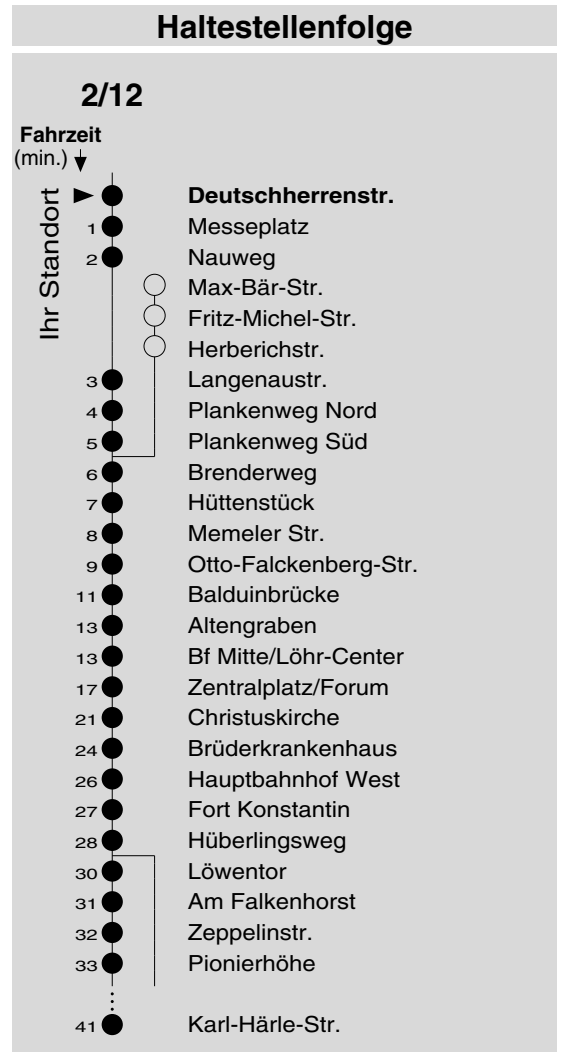 Haltestellenfolge
2/12
Fahrzeit
(min.)
Ihr Standort
Deutschherrenstr.
1 Messeplatz
2 Nauweg
Max-Bär-Str.
Fritz-Michel-Str.
Herberichstr.
3 Langenaustr.
4 Plankenweg Nord
5 Plankenweg Süd
6 Brenderweg
7 Hüttenstück
8 Memeler Str.
9 Otto-Falckenberg-Str.
11 Balduinbrücke
13 Altengraben
13 Bf Mitte/Löhr-Center
17 Zentralplatz/Forum
21 Christuskirche
24 Brüderkrankenhaus
26 Hauptbahnhof West
27 Fort Konstantin
28 Hüberlingsweg
30 Löwentor
31 Am Falkenhorst
32 Zeppelinstr.
33 Pionierhöhe
41 Karl-Härle-Str.